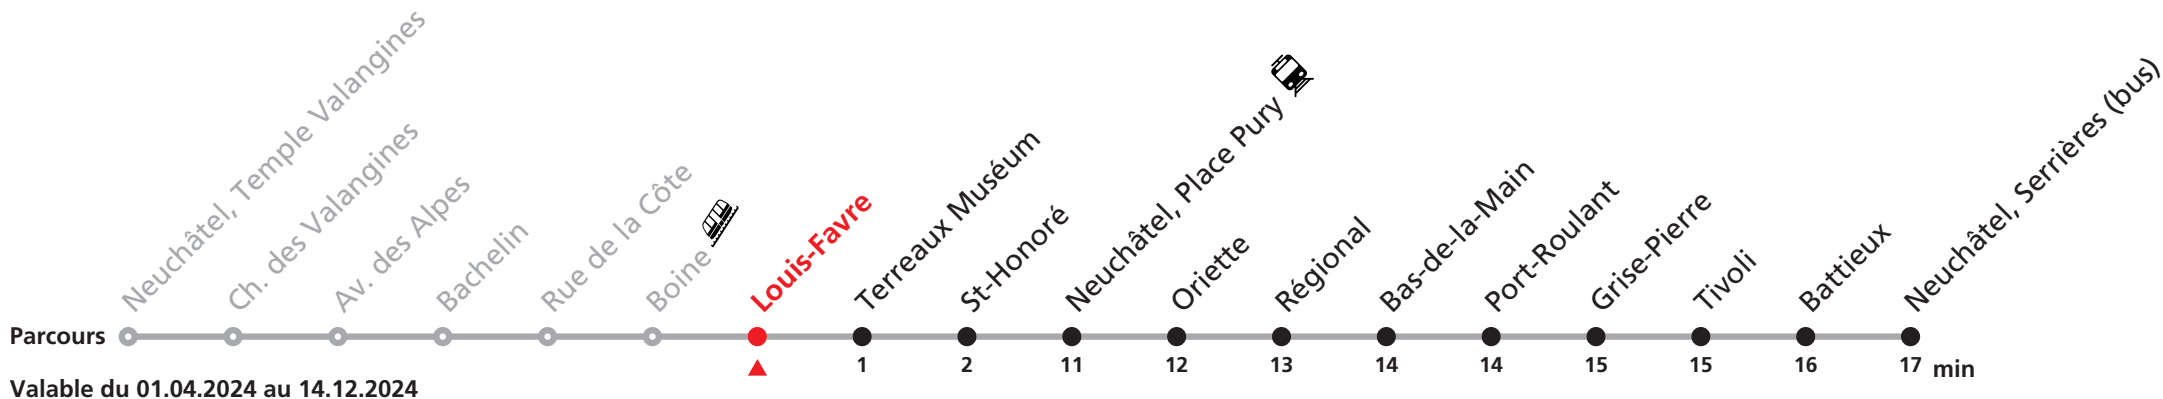 Neuchâtel, Temple Valangines
Ch. des Valangines
Av. des Alpes
Bachelin
Rue de la Côte
Boine
Louis-Favre
Terreaux Muséum
St-Honoré
Neuchâtel, Place Pury
Oriette
Régional
Bas-de-la-Main
Port-Roulant
Grise-Pierre
Tivoli
Battieux
Neuchâtel, Serrières (bus)
Parcours
1 2 11 12 13 14 14 15 15 16 17 min
Valable du 01.04.2024 au 14.12.2024